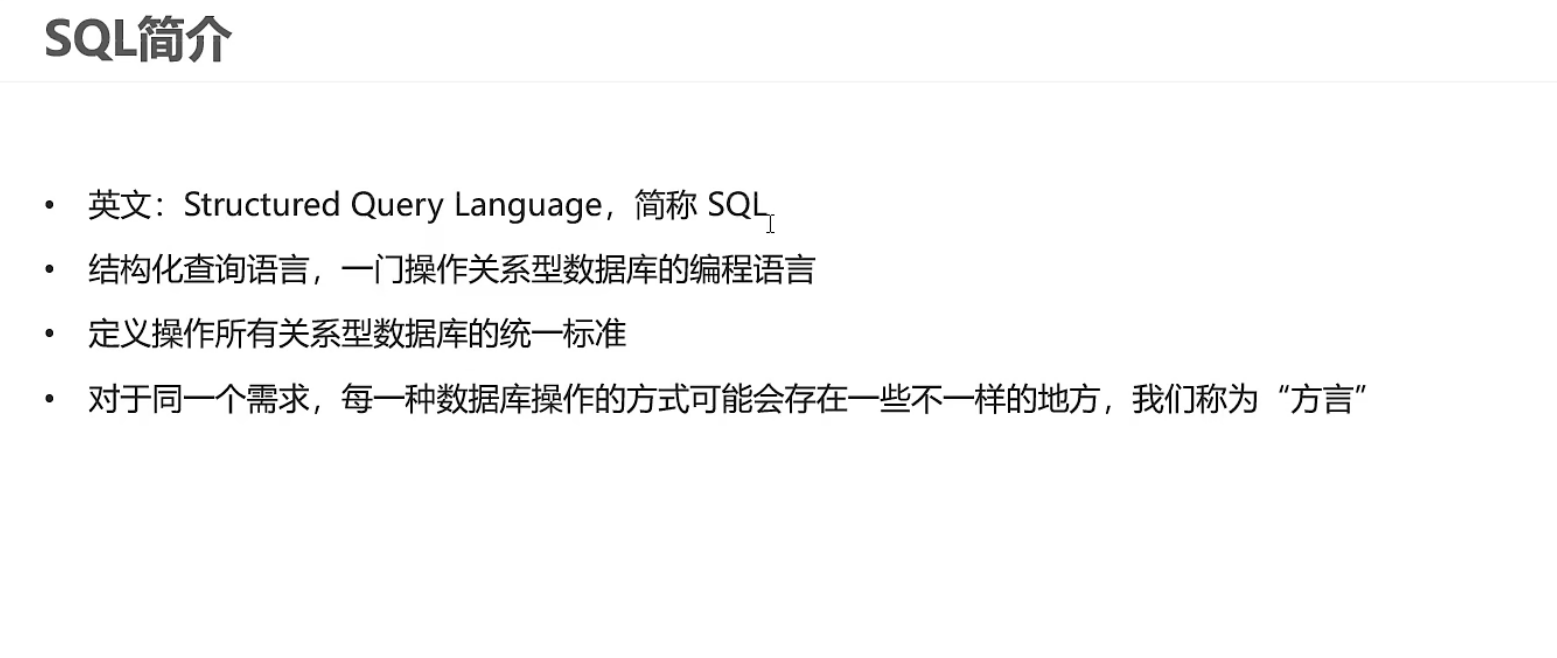 SQL简介
• 英文：Structured Query Language，简称 SQL
• 结构化查询语言，一门操作关系型数据库的编程语言
• 定义操作所有关系型数据库的统一标准
• 对于同一个需求，每一种数据库操作的方式可能会存在一些不一样的地方，我们称为“方言”